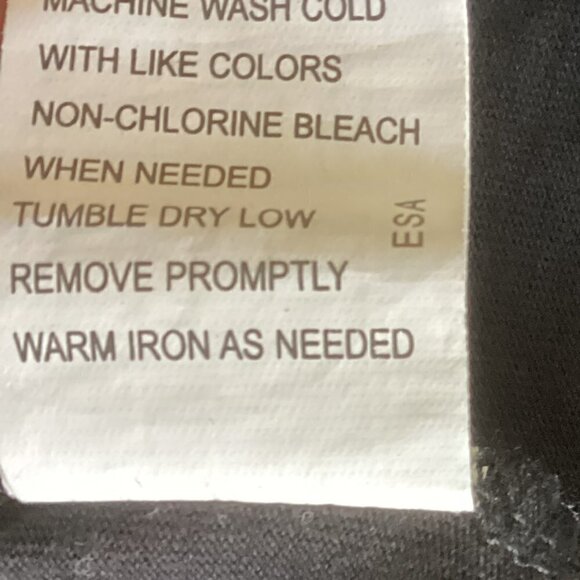 MACHINE WASH COLD
WITH LIKE COLORS
NON-CHLORINE BLEACH
WHEN NEEDED
TUMBLE DRY LOW
REMOVE PROMPTLY
WARM IRON AS NEEDED
ESA